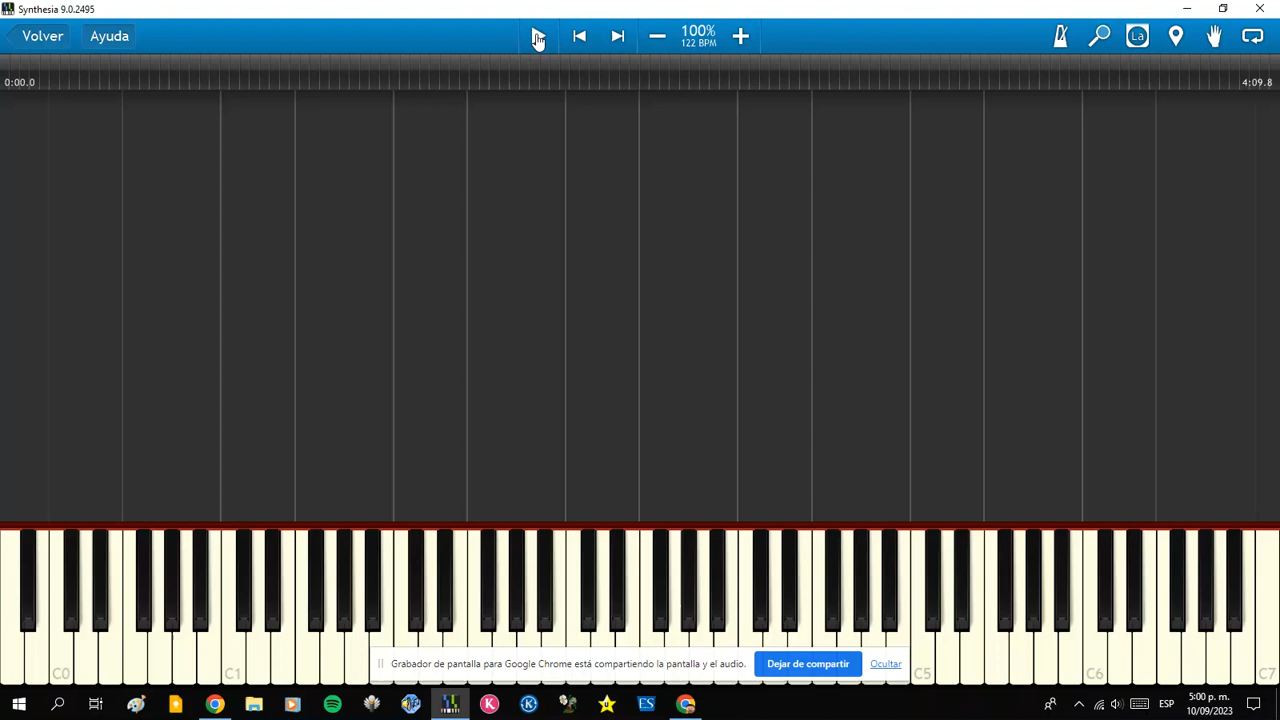 Synthesia 9.0.2495
Volver
Ayuda
100%
122 BPM
La
0:00.0
4:09.8
C0
C1
C5
C6
C7
Grabador de pantalla para Google Chrome está compartiendo la pantalla y el audio.
Dejar de compartir
Ocultar
K
K
u
ES
ESP
5:00 p. m.
10/09/2023